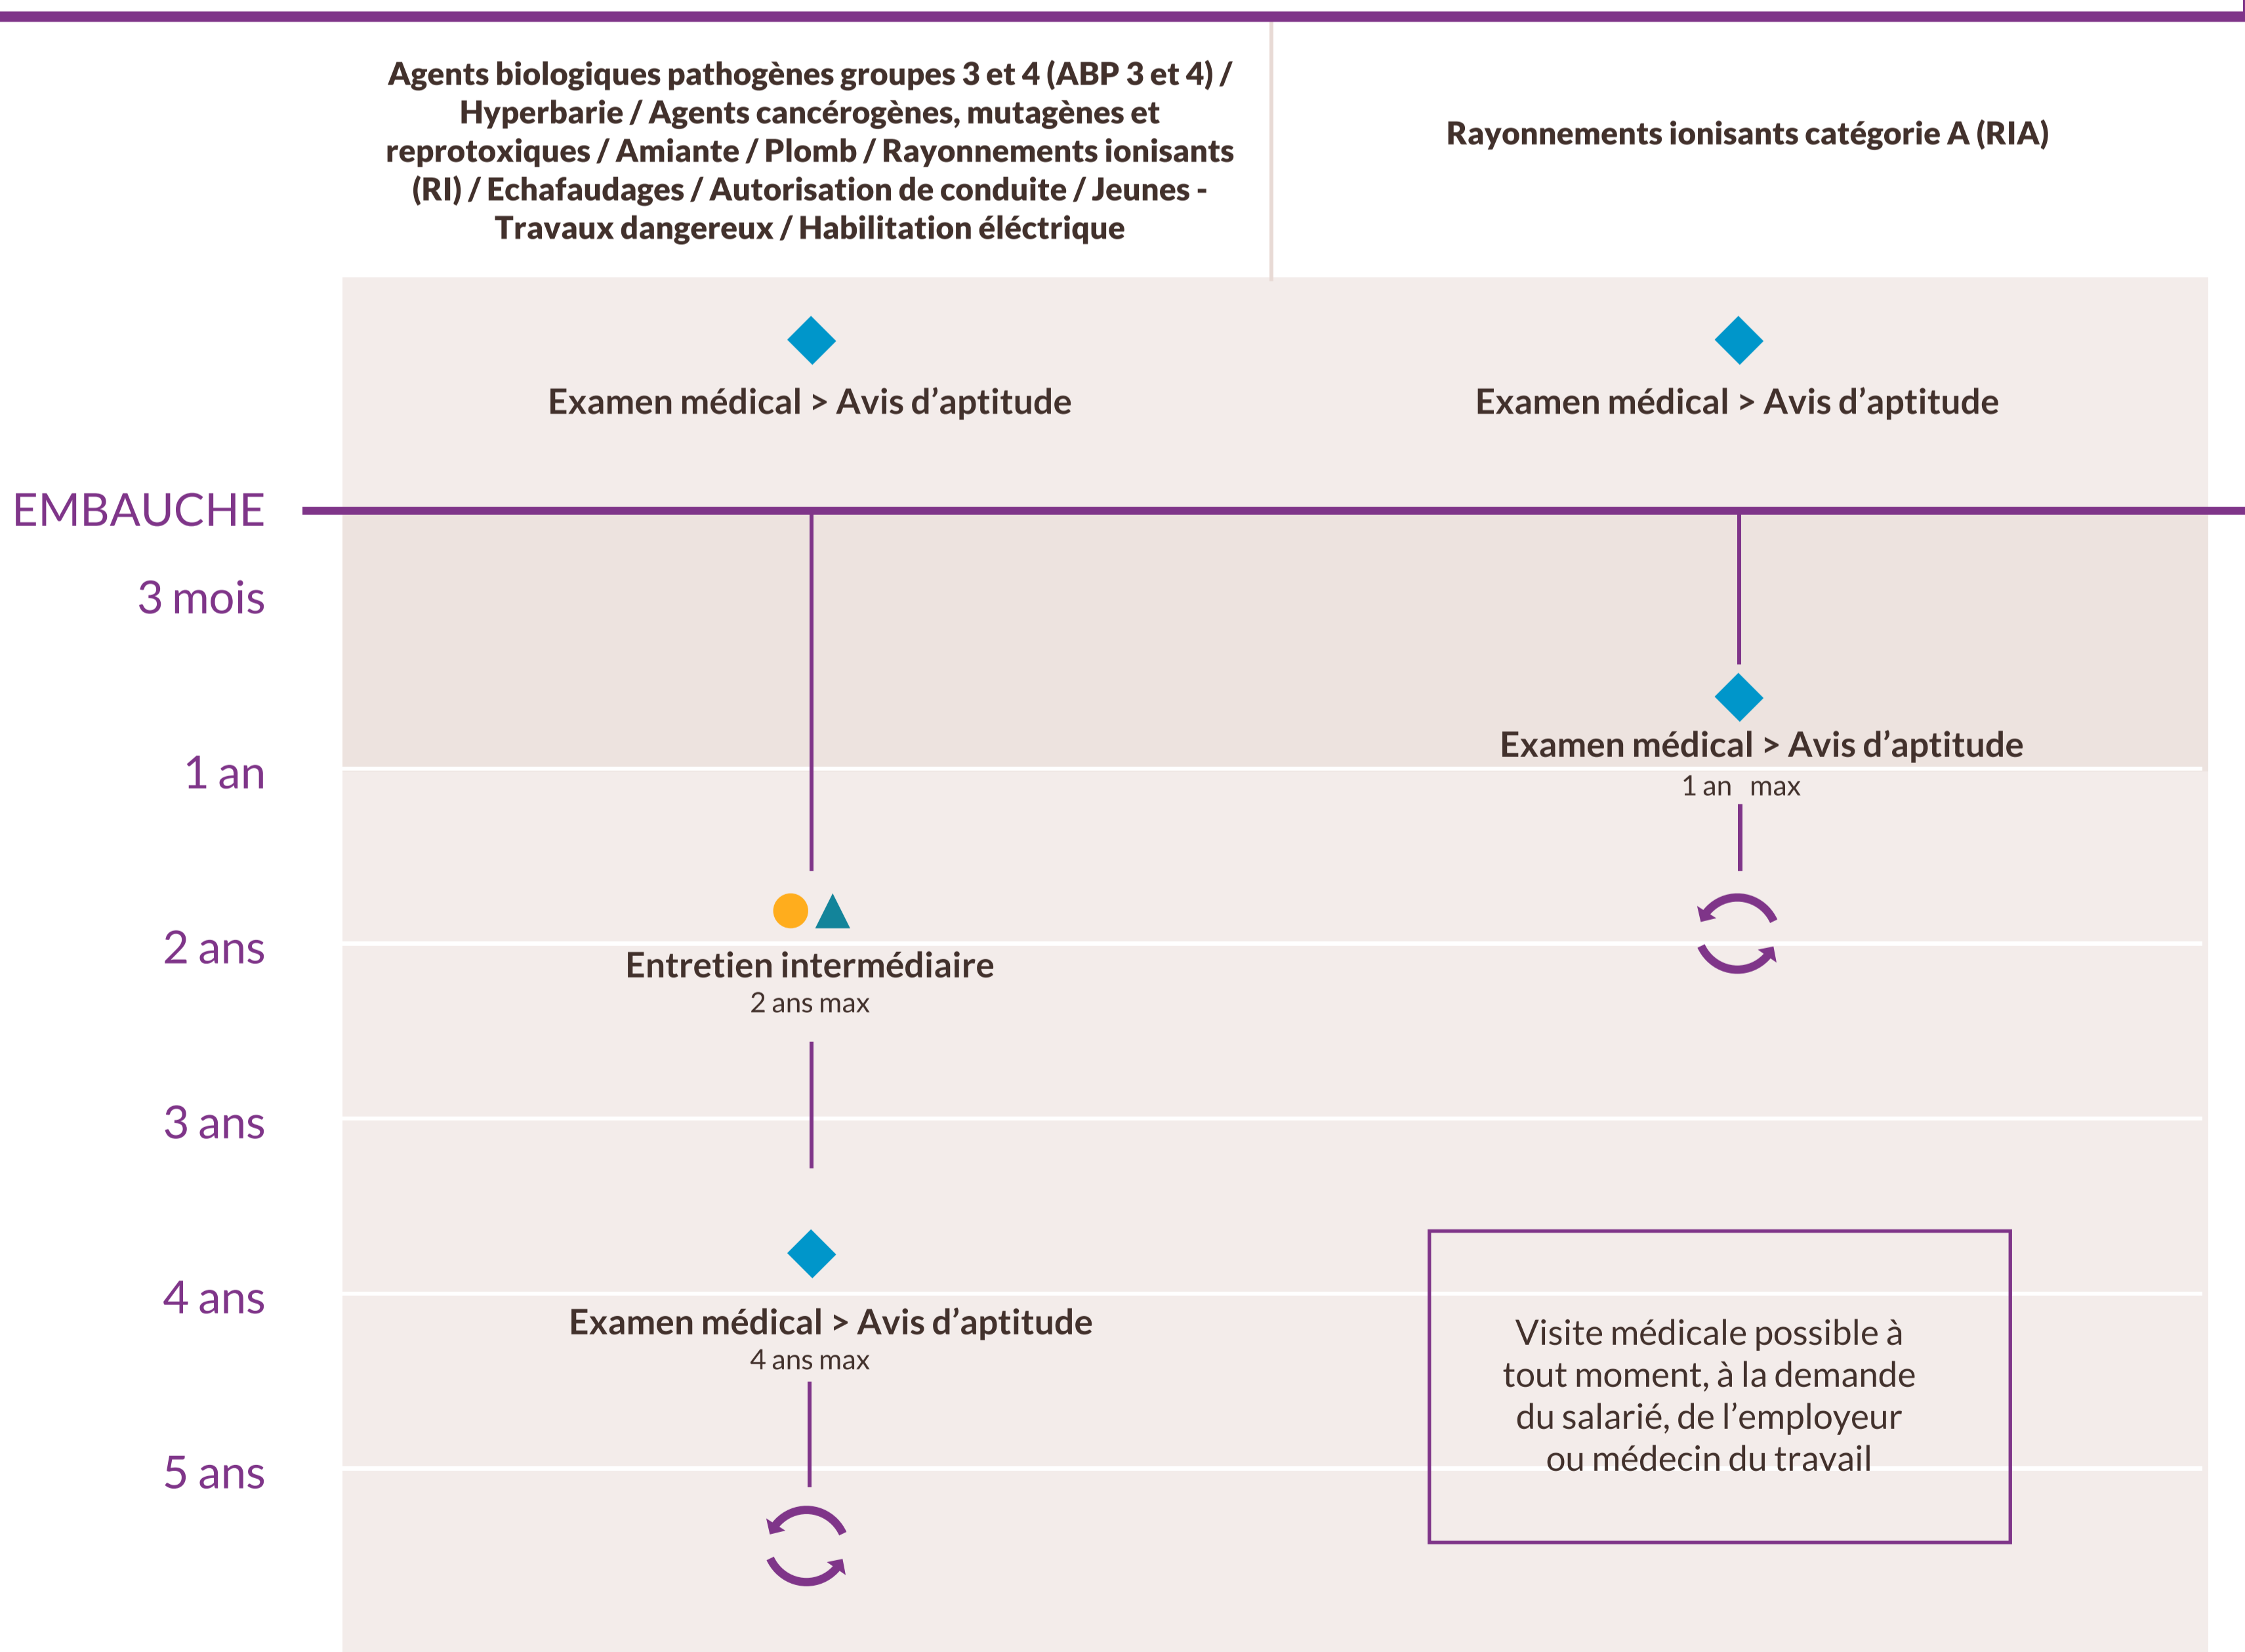 Agents biologiques pathogènes groupes 3 et 4 (ABP 3 et 4) /
Hyperbarie / Agents cancérogènes, mutagènes et
reprotoxiques / Amiante / Plomb / Rayonnements ionisants
(RI) / Echafaudages / Autorisation de conduite / Jeunes -
Travaux dangereux / Habilitation éléctrique
Rayonnements ionisants catégorie A (RIA)
Examen médical > Avis d’aptitude
Examen médical > Avis d’aptitude
EMBAUCHE
3 mois
Examen médical > Avis d’aptitude
1 an
1 an max
2 ans
Entretien intermédiaire
2 ans max
3 ans
4 ans
Examen médical > Avis d’aptitude
4 ans max
Visite médicale possible à
tout moment, à la demande
du salarié, de l’employeur
ou médecin du travail
5 ans